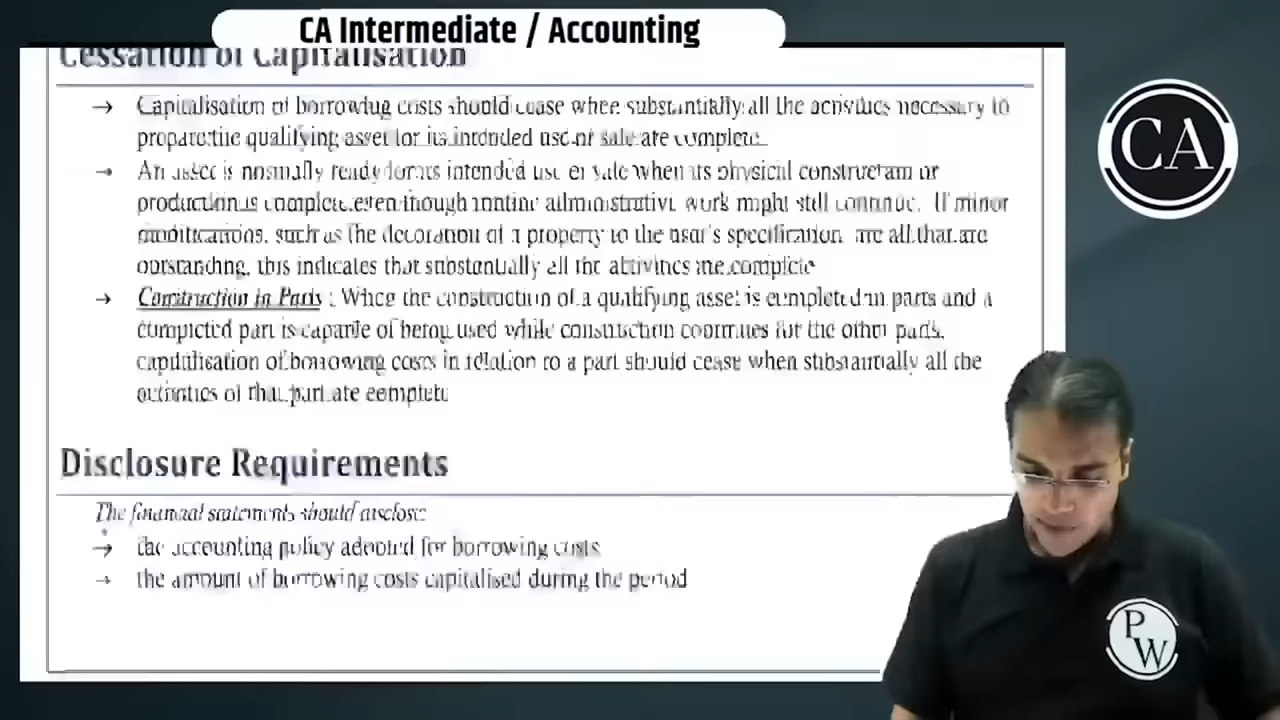 CA Intermediate / Accounting
Cessation of Capitalisation
→ Capitalisation of borrowing costs should cease when substantially all the activities necessary to
prepare the qualifying asset for its intended use or sale are complete.
→ An asset is normally ready for its intended use or sale when its physical construction or
production is complete even though routine administrative work might still continue. If minor
modifications, such as the decoration of a property to the user's specification, are all that are
outstanding, this indicates that substantially all the activities are complete
→ Construction in Parts : When the construction of a qualifying asset is completed in parts and a
completed part is capable of being used while construction continues for the other parts,
capitalisation of borrowing costs in relation to a part should cease when substantially all the
activities of that part are complete
Disclosure Requirements
The financial statements should disclose
→ the accounting policy adopted for borrowing costs
→ the amount of borrowing costs capitalised during the period
CA
P
W